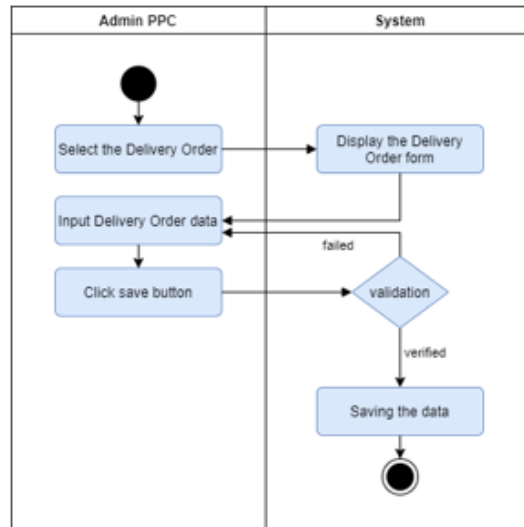 Admin PPC
System
Select the Delivery Order
Display the Delivery
Order form
Input Delivery Order data
failed
Click save button
validation
verified
Saving the data